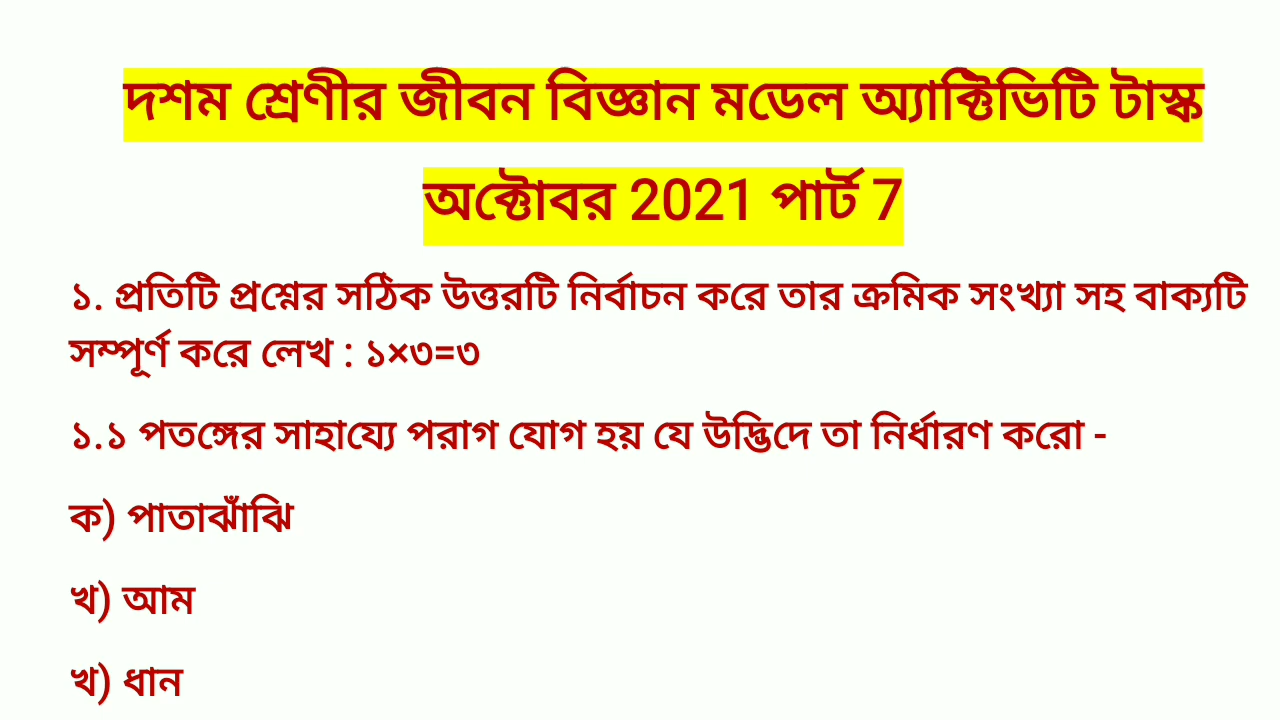 দশম শ্রেণীর জীবন বিজ্ঞান মডেল অ্যাক্টিভিটি টাস্ক
অক্টোবর 2021 পার্ট 7
১. প্রতিটি প্রশ্নের সঠিক উত্তরটি নির্বাচন করে তার ক্রমিক সংখ্যা সহ বাক্যটি
সম্পূর্ণ করে লেখ : ১×৩=৩
১.১ পতঙ্গের সাহায্যে পরাগ যোগ হয় যে উদ্ভিদে তা নির্ধারণ করো -
ক) পাতাঝাঁঝি
খ) আম
খ) ধান